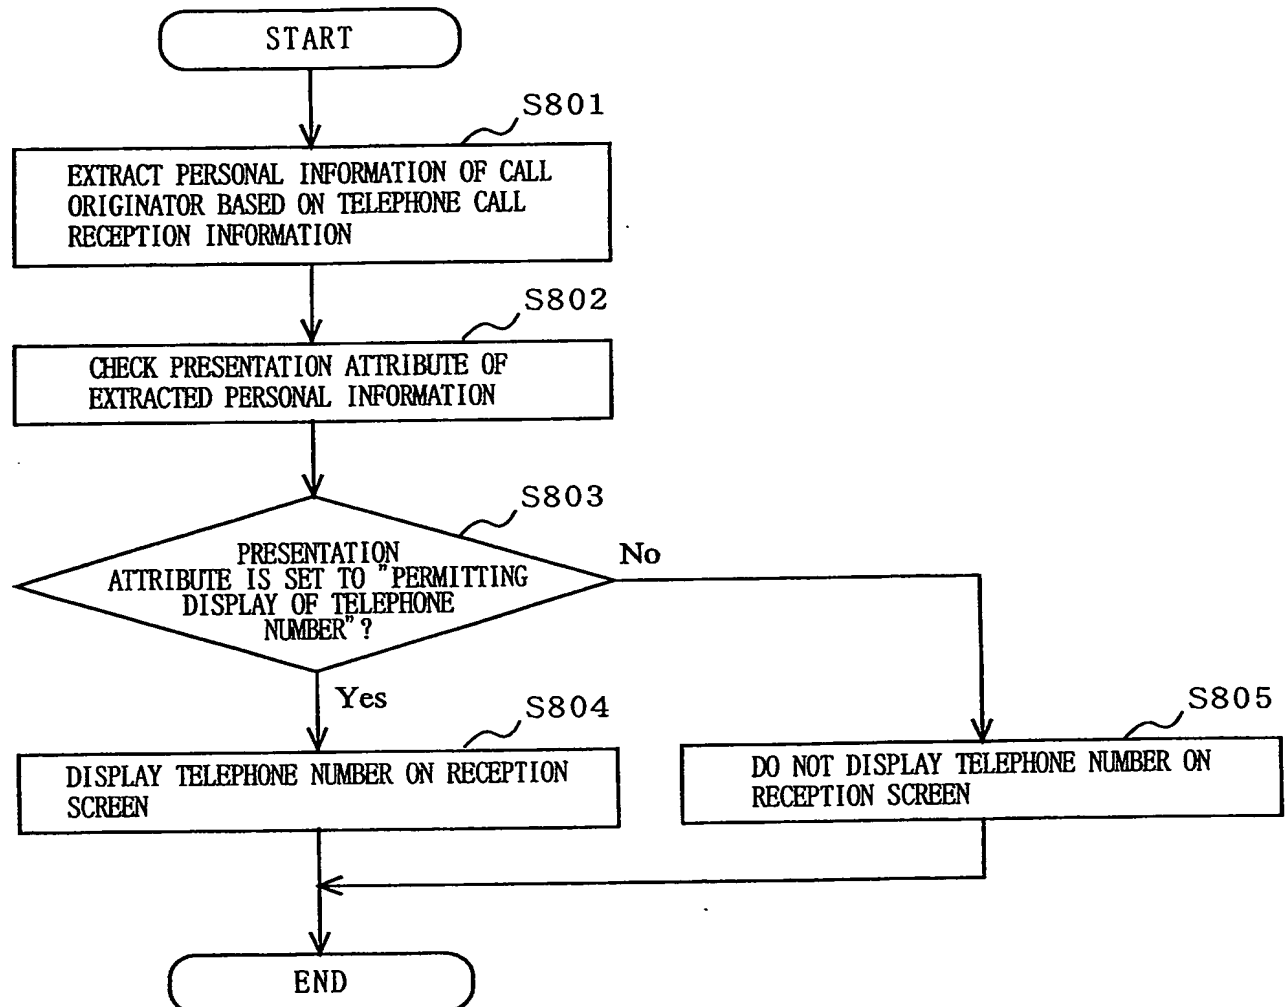 START
S801
EXTRACT PERSONAL INFORMATION OF CALL
ORIGINATOR BASED ON TELEPHONE CALL
RECEPTION INFORMATION
S802
CHECK PRESENTATION ATTRIBUTE OF
EXTRACTED PERSONAL INFORMATION
S803
PRESENTATION
ATTRIBUTE IS SET TO "PERMITTING
DISPLAY OF TELEPHONE
NUMBER"?
No
Yes
S804
DISPLAY TELEPHONE NUMBER ON RECEPTION
SCREEN
S805
DO NOT DISPLAY TELEPHONE NUMBER ON
RECEPTION SCREEN
END